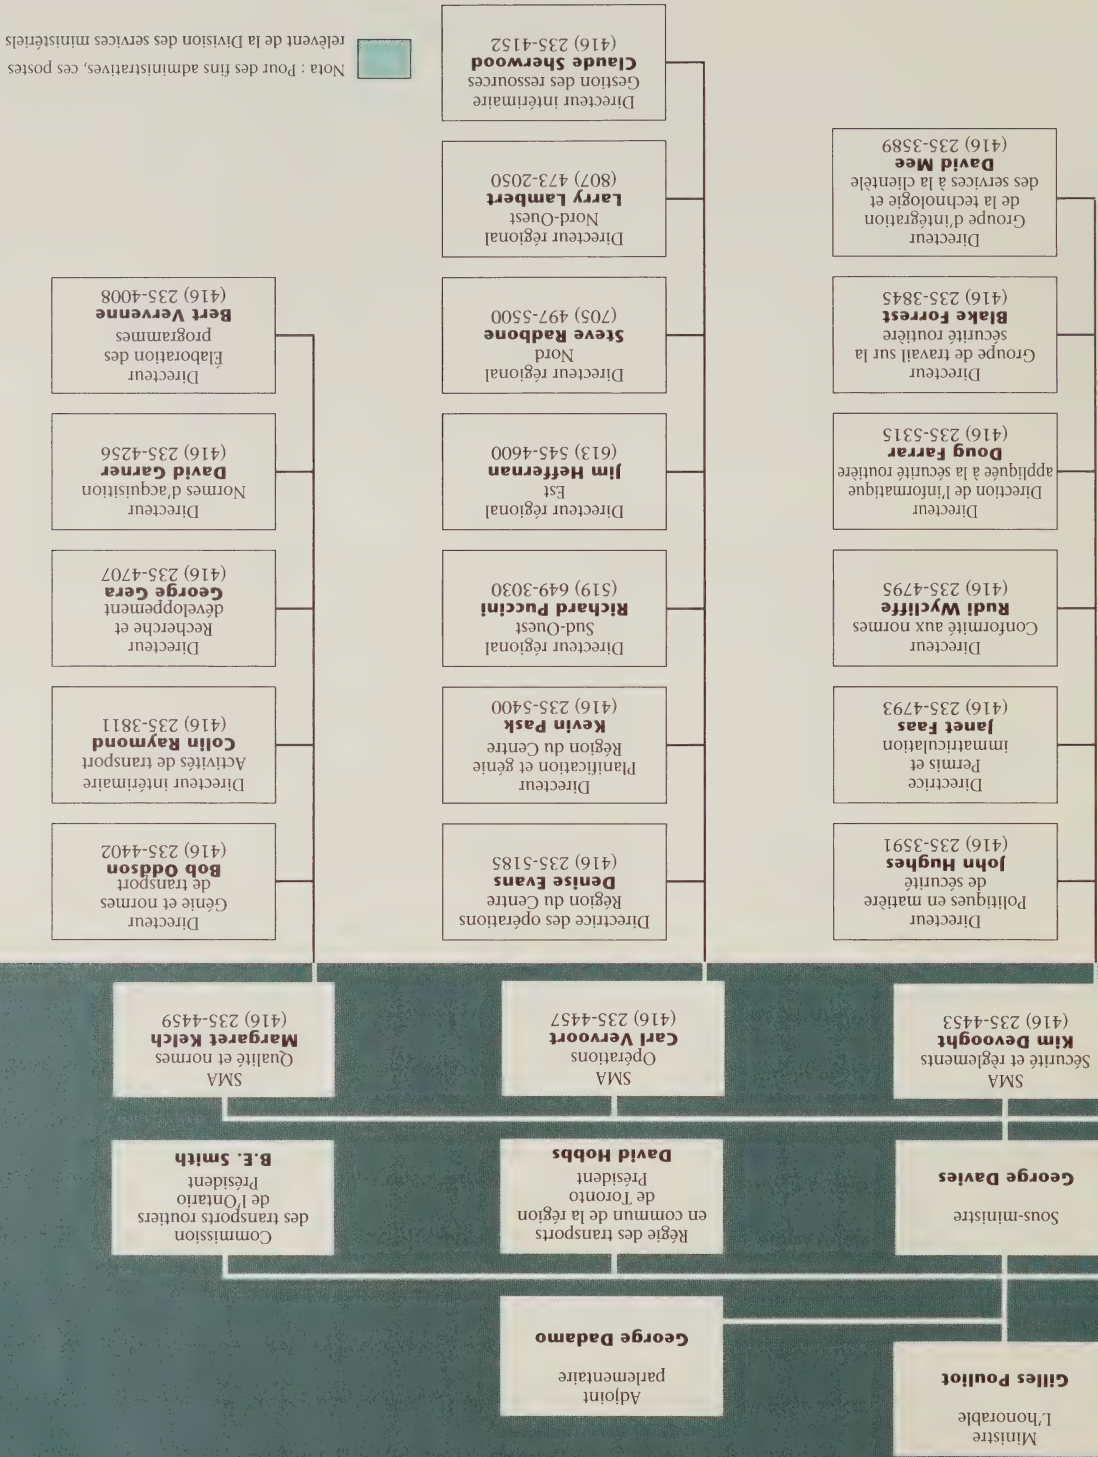 Ministre
L'honorable
Gilles Pouliot
Adjoint
parlementaire
George Dadamo
Sous-ministre
George Davies
Régie des transports
en commun de la région
de Toronto
Président
David Hobbs
Commission
des transports routiers
de l'Ontario
Président
B.E. Smith
SMA
Sécurité et règlements
Kim Devooght
(416) 235-4453
SMA
Opérations
Carl Vervoort
(416) 235-4457
SMA
Qualité et normes
Margaret Kelch
(416) 235-4459
Directeur
Politiques en matière
de sécurité
John Hughes
(416) 235-3591
Directrice
Permis et
immatriculation
Janet Faas
(416) 235-4793
Directeur
Conformité aux normes
Rudi Wycliffe
(416) 235-4795
Directeur
Direction de l'informatique
appliquée à la sécurité routière
Doug Farrar
(416) 235-5315
Directeur
Groupe de travail sur la
sécurité routière
Blake Forrest
(416) 235-3845
Directeur
Groupe d'intégration
de la technologie et
des services à la clientèle
David Mee
(416) 235-3589
Directrice des opérations
Région du Centre
Denise Evans
(416) 235-5185
Directeur
Planification et génie
Région du Centre
Kevin Pask
(416) 235-5400
Directeur régional
Sud-Ouest
Richard Puccini
(519) 649-3030
Directeur régional
Est
Jim Heffernan
(613) 545-4600
Directeur régional
Nord
Steve Radbone
(705) 497-5500
Directeur régional
Nord-Ouest
Larry Lambert
(807) 473-2050
Directeur intérimaire
Gestion des ressources
Claude Sherwood
(416) 235-4152
Directeur
Génie et normes
de transport
Bob Oddson
(416) 235-4402
Directeur intérimaire
Activités de transport
Colin Raymond
(416) 235-3811
Directeur
Recherche et
développement
George Gera
(416) 235-4707
Directeur
Normes d'acquisition
David Garner
(416) 235-4256
Directeur
Élaboration des
programmes
Bert Vervenne
(416) 235-4008
Nota : Pour des fins administratives, ces postes
relèvent de la Division des services ministériels